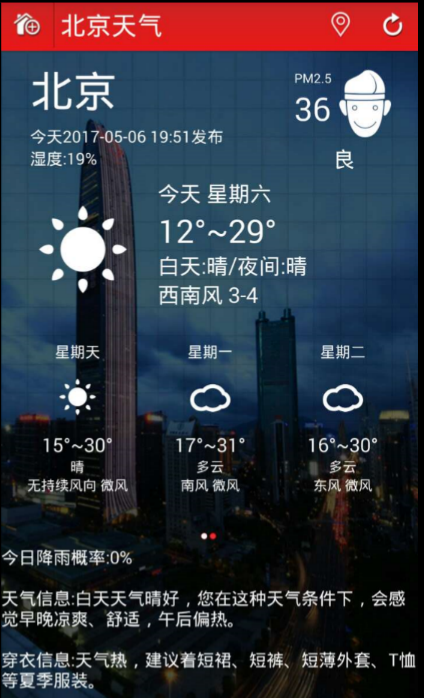 北京天气
北京
PM2.5
36
今天2017-05-06 19:51发布
湿度:19%
良
今天 星期六
12°~29°
白天:晴/夜间:晴
西南风 3-4
星期天 星期一 星期二
15°~30° 17°~31° 16°~30°
晴 多云 多云
无持续风向 微风 南风 微风 东风 微风
今日降雨概率:0%
天气信息:白天天气晴好，您在这种天气条件下，会感
觉早晚凉爽、舒适，午后偏热。
穿衣信息:天气热，建议着短裙、短裤、短薄外套、T恤
等夏季服装。